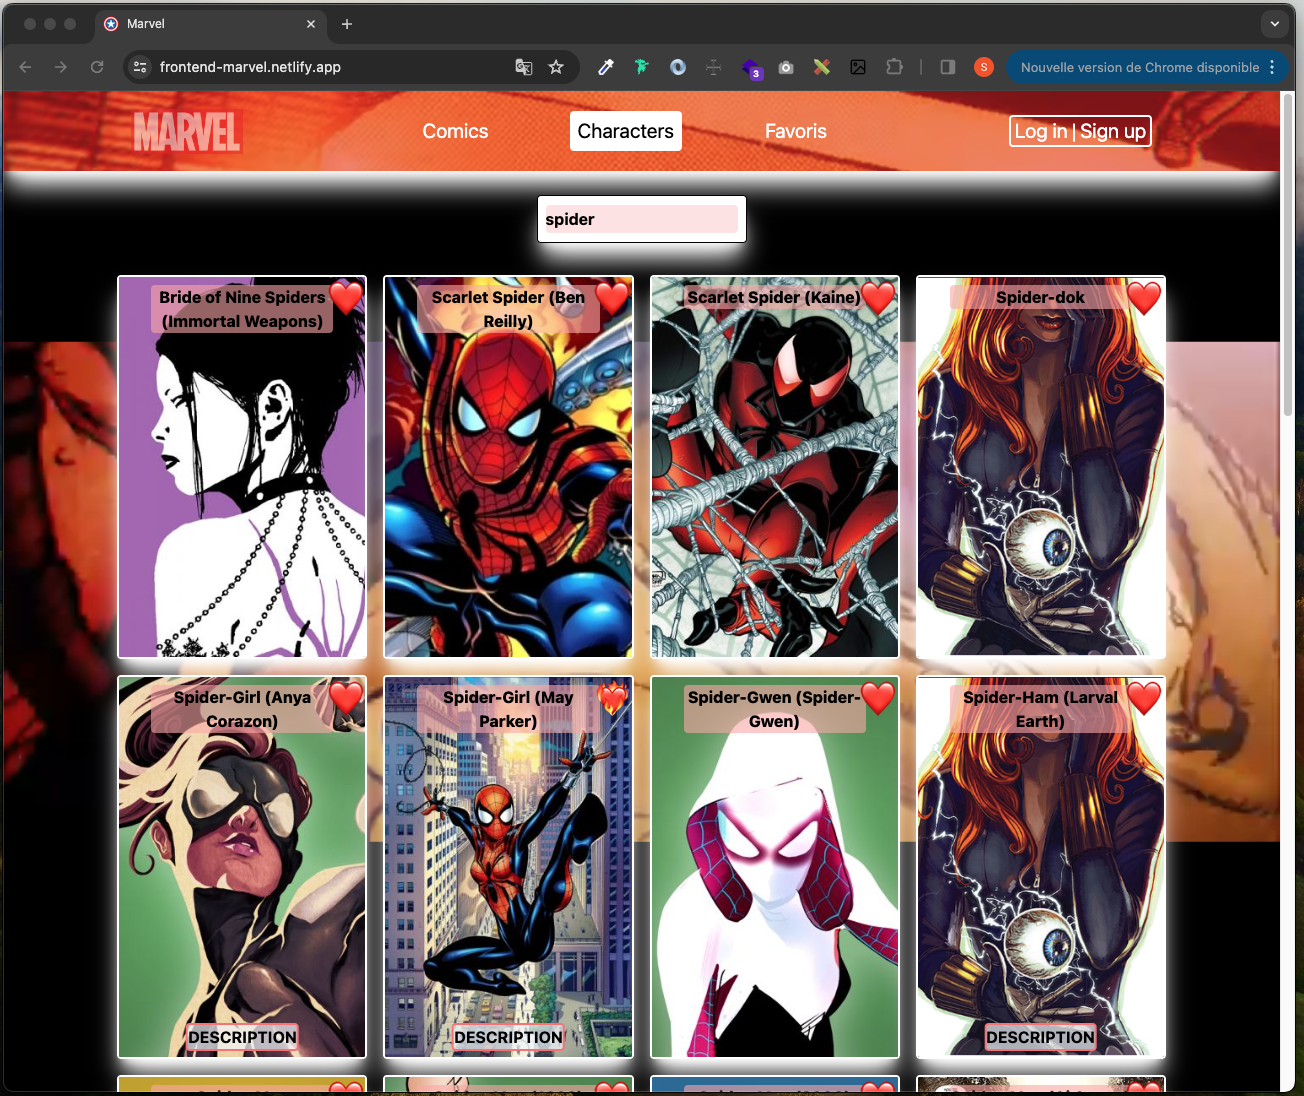 Marvel
frontend-marvel.netlify.app
3
S
Nouvelle version de Chrome disponible
MARVEL
Comics
Characters
Favoris
Log in | Sign up
spider
Bride of Nine Spiders
(Immortal Weapons)
Scarlet Spider (Ben
Reilly)
Scarlet Spider (Kaine)
Spider-dok
Spider-Girl (Anya
Corazon)
Spider-Girl (May
Parker)
Spider-Gwen (Spider-
Gwen)
Spider-Ham (Larval
Earth)
DESCRIPTION
DESCRIPTION
DESCRIPTION